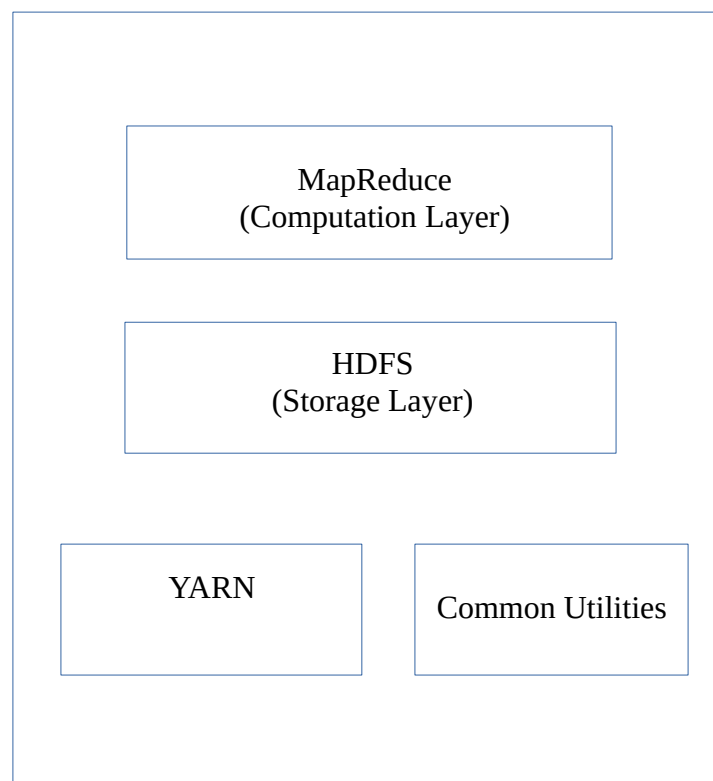 MapReduce
(Computation Layer)
HDFS
(Storage Layer)
YARN
Common Utilities